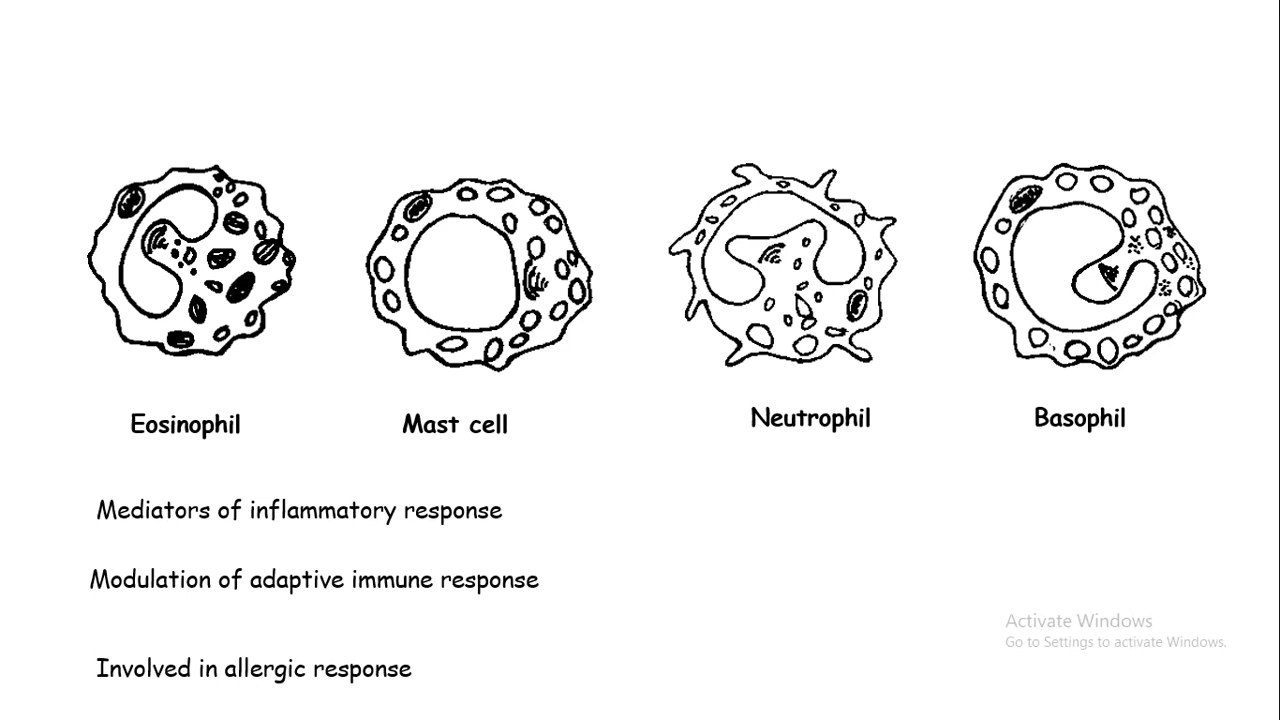 Eosinophil
Mast cell
Neutrophil
Basophil
Mediators of inflammatory response
Modulation of adaptive immune response
Involved in allergic response
Activate Windows
Go to Settings to activate Windows.